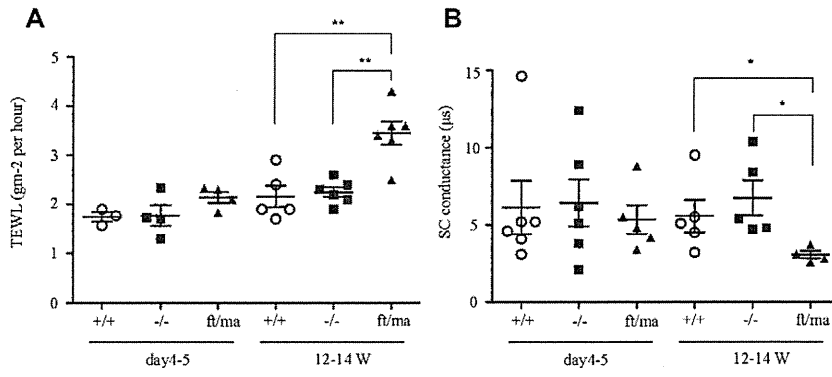 A
TEWL (gm-2 per hour)
5
4
3
2
1
0
** 
**
+/+ -/- ft/ma +/+ -/- ft/ma
day4-5 12-14 W
B
SC conductance (µs)
15
10
5
0
*
*
+/+ -/- ft/ma +/+ -/- ft/ma
day4-5 12-14 W